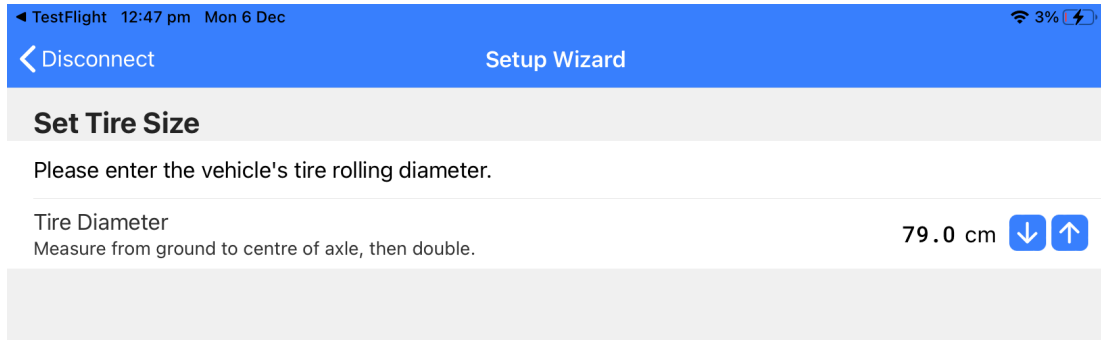 TestFlight 12:47 pm Mon 6 Dec 3%
Disconnect Setup Wizard
Set Tire Size
Please enter the vehicle's tire rolling diameter.
Tire Diameter
Measure from ground to centre of axle, then double.
79.0 cm